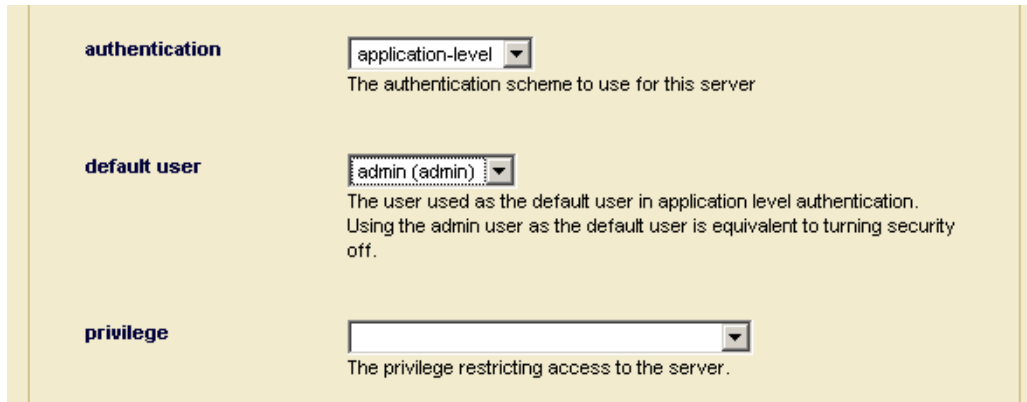 authentication
application-level
The authentication scheme to use for this server
default user
admin (admin)
The user used as the default user in application level authentication.
Using the admin user as the default user is equivalent to turning security
off.
privilege
The privilege restricting access to the server.